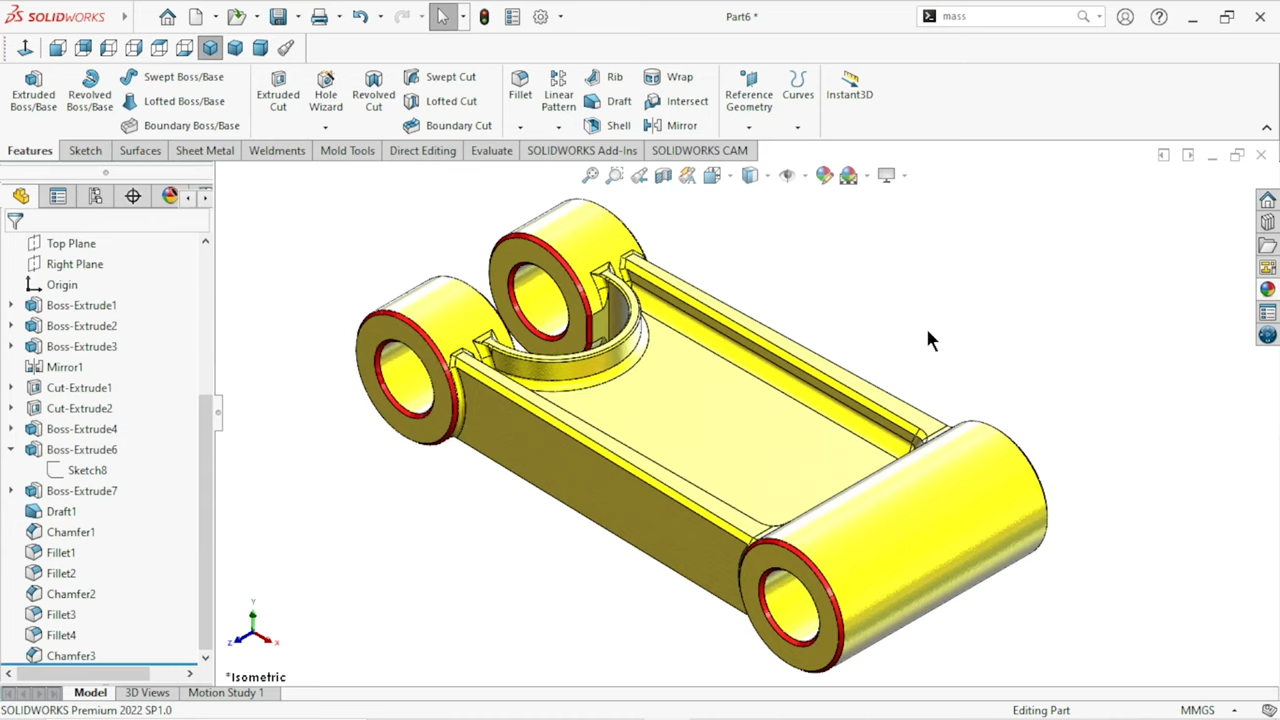 SOLIDWORKS
Part6 *
mass
Extruded Boss/Base
Revolved Boss/Base
Swept Boss/Base
Lofted Boss/Base
Boundary Boss/Base
Extruded Cut
Hole Wizard
Revolved Cut
Swept Cut
Lofted Cut
Boundary Cut
Fillet
Linear Pattern
Rib
Draft
Shell
Wrap
Intersect
Mirror
Reference Geometry
Curves
Instant3D
Features
Sketch
Surfaces
Sheet Metal
Weldments
Mold Tools
Direct Editing
Evaluate
SOLIDWORKS Add-Ins
SOLIDWORKS CAM
Top Plane
Right Plane
Origin
Boss-Extrude1
Boss-Extrude2
Boss-Extrude3
Mirror1
Cut-Extrude1
Cut-Extrude2
Boss-Extrude4
Boss-Extrude6
Sketch8
Boss-Extrude7
Draft1
Chamfer1
Fillet1
Fillet2
Chamfer2
Fillet3
Fillet4
Chamfer3
Y
Z
X
*Isometric
Model
3D Views
Motion Study 1
SOLIDWORKS Premium 2022 SP1.0
Editing Part
MMGS